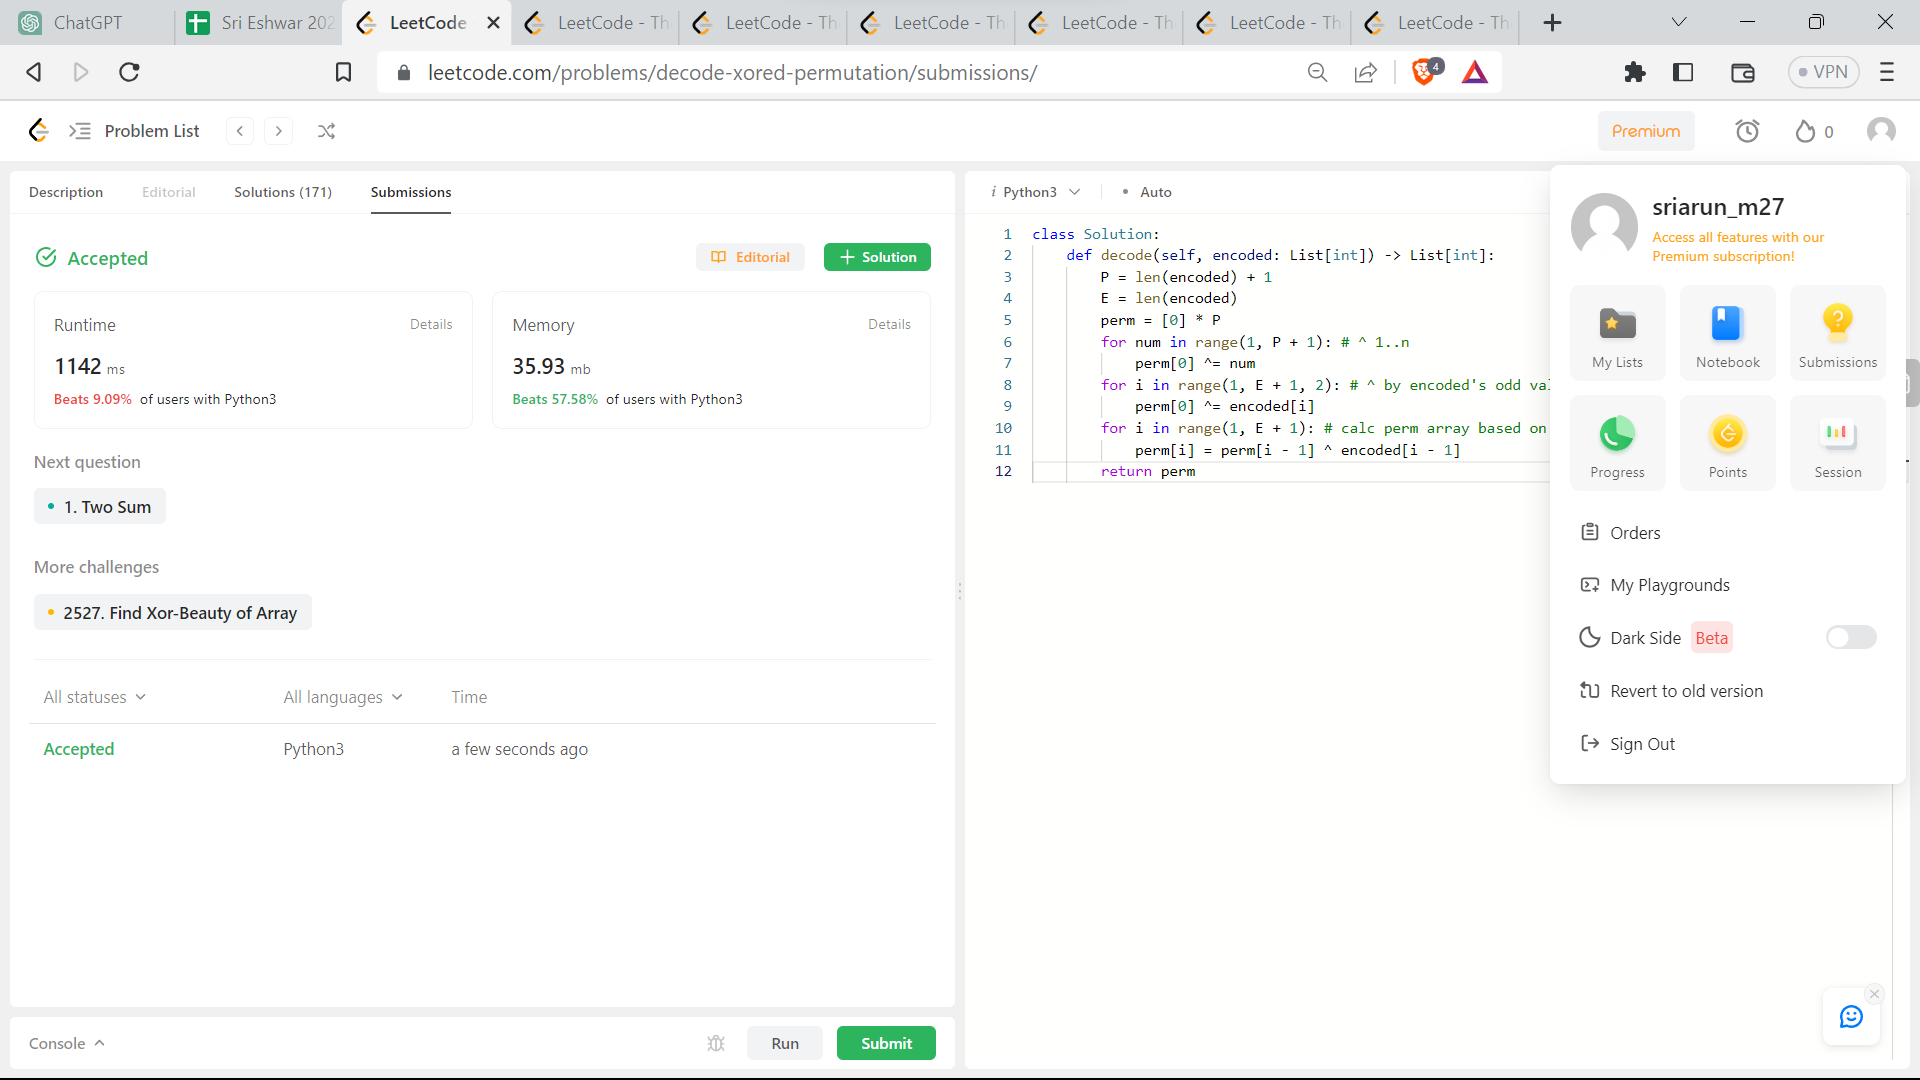 ChatGPT
Sri Eshwar 202
LeetCode
LeetCode - Th
LeetCode - Th
LeetCode - Th
LeetCode - Th
LeetCode - Th
LeetCode - Th
leetcode.com/problems/decode-xored-permutation/submissions/
4
VPN
Problem List
Premium
0
Description
Editorial
Solutions (171)
Submissions
Accepted
Editorial
Solution
Runtime
Details
1142 ms
Beats 9.09% of users with Python3
Memory
Details
35.93 mb
Beats 57.58% of users with Python3
Next question
1. Two Sum
More challenges
2527. Find Xor-Beauty of Array
All statuses
All languages
Time
Accepted
Python3
a few seconds ago
Console
Run
Submit
i Python3
• Auto
1 class Solution:
2 def decode(self, encoded: List[int]) -> List[int]:
3 P = len(encoded) + 1
4 E = len(encoded)
5 perm = [0] * P
6 for num in range(1, P + 1): # ^ 1..n
7 perm[0] ^= num
8 for i in range(1, E + 1, 2): # ^ by encoded's odd val
9 perm[0] ^= encoded[i]
10 for i in range(1, E + 1): # calc perm array based on
11 perm[i] = perm[i - 1] ^ encoded[i - 1]
12 return perm
sriarun_m27
Access all features with our
Premium subscription!
My Lists
Notebook
Submissions
Progress
Points
Session
Orders
My Playgrounds
Dark Side Beta
Revert to old version
Sign Out